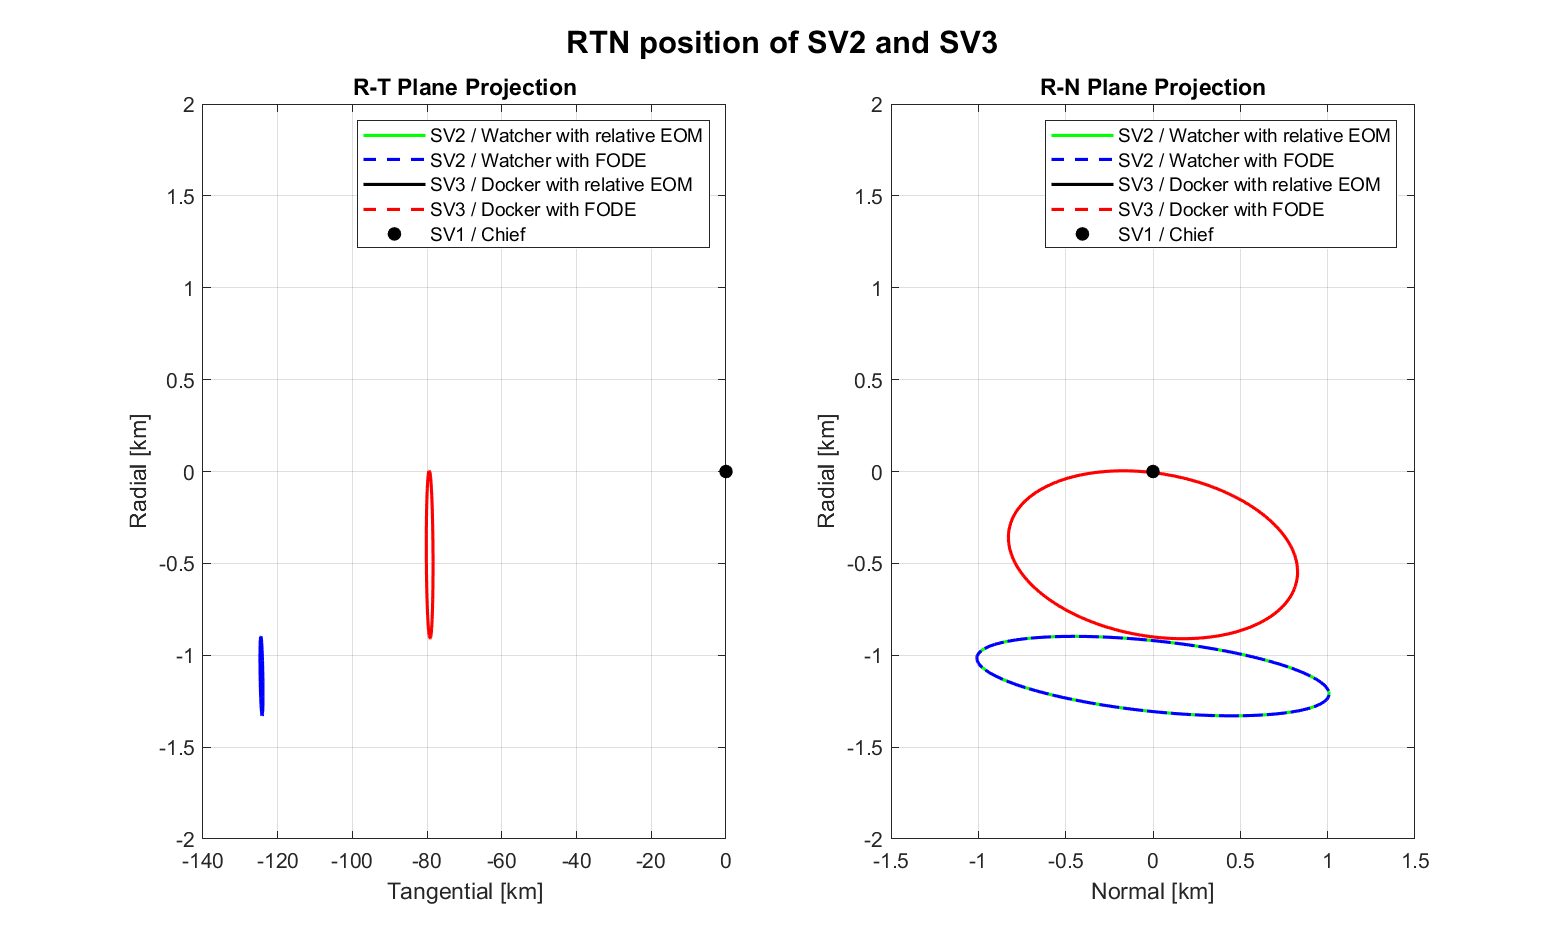 RTN position of SV2 and SV3
R-T Plane Projection
2
1.5
1
0.5
0
-0.5
-1
-1.5
-2
-140
-120
-100
-80
-60
-40
-20
0
Radial [km]
Tangential [km]
SV2 / Watcher with relative EOM
SV2 / Watcher with FODE
SV3 / Docker with relative EOM
SV3 / Docker with FODE
SV1 / Chief
R-N Plane Projection
2
1.5
1
0.5
0
-0.5
-1
-1.5
-2
-1.5
-1
-0.5
0
0.5
1
1.5
Radial [km]
Normal [km]
SV2 / Watcher with relative EOM
SV2 / Watcher with FODE
SV3 / Docker with relative EOM
SV3 / Docker with FODE
SV1 / Chief